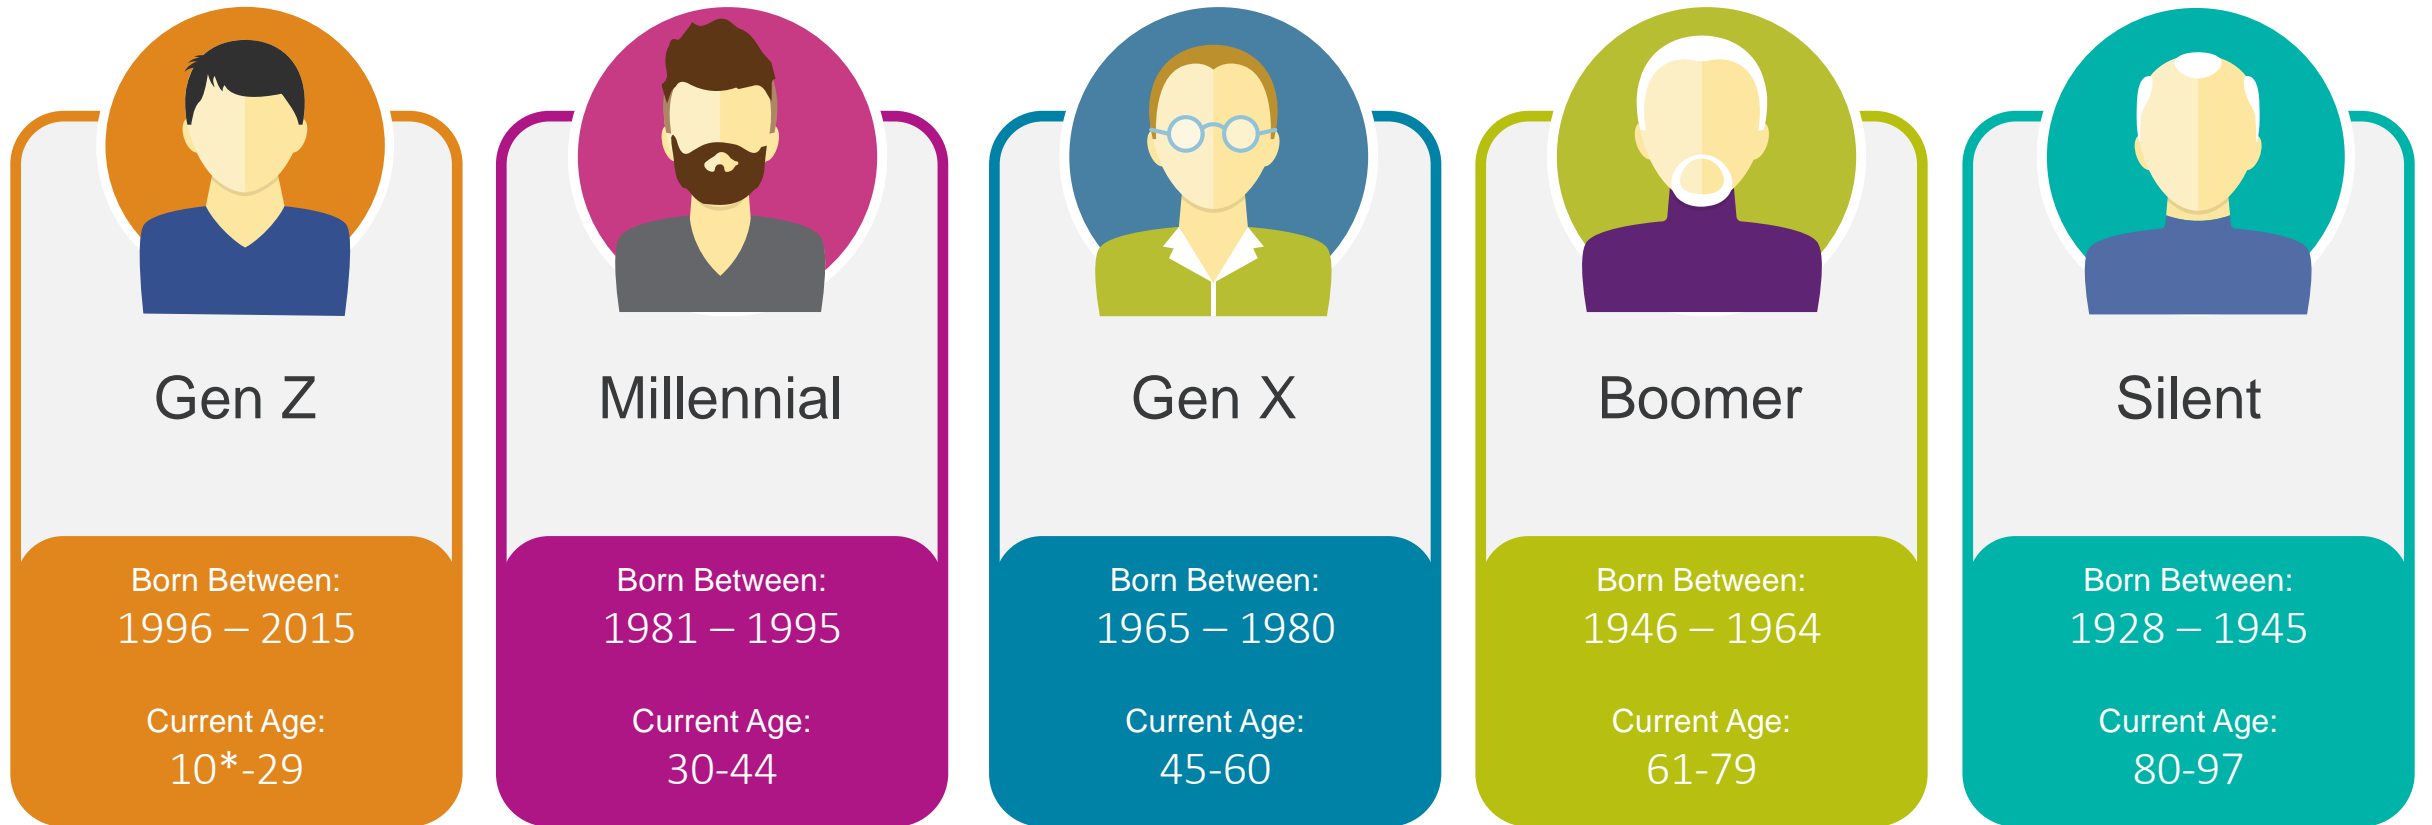 Gen Z
Born Between:
1996 – 2015
Current Age:
10*-29
Millennial
Born Between:
1981 – 1995
Current Age:
30-44
Gen X
Born Between:
1965 – 1980
Current Age:
45-60
Boomer
Born Between:
1946 – 1964
Current Age:
61-79
Silent
Born Between:
1928 – 1945
Current Age:
80-97